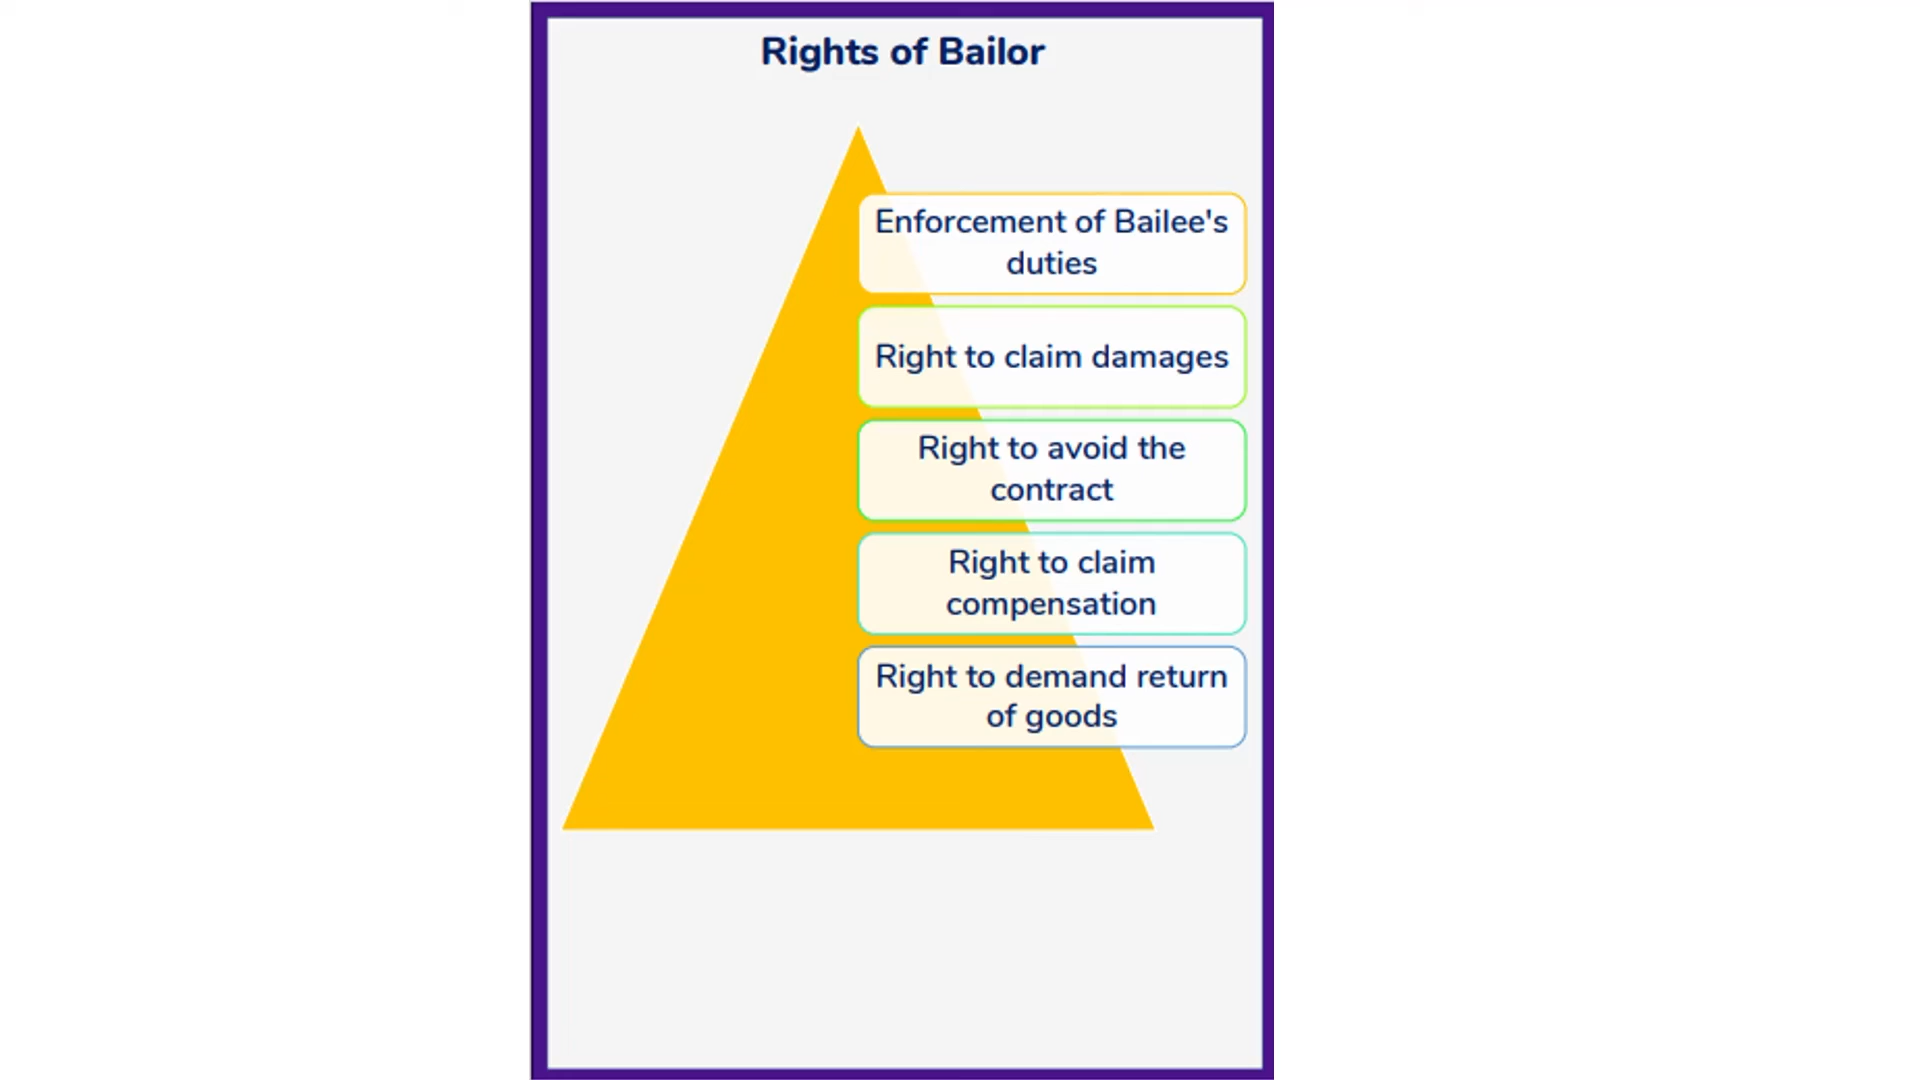 Rights of Bailor
Enforcement of Bailee's
duties
Right to claim damages
Right to avoid the
contract
Right to claim
compensation
Right to demand return
of goods